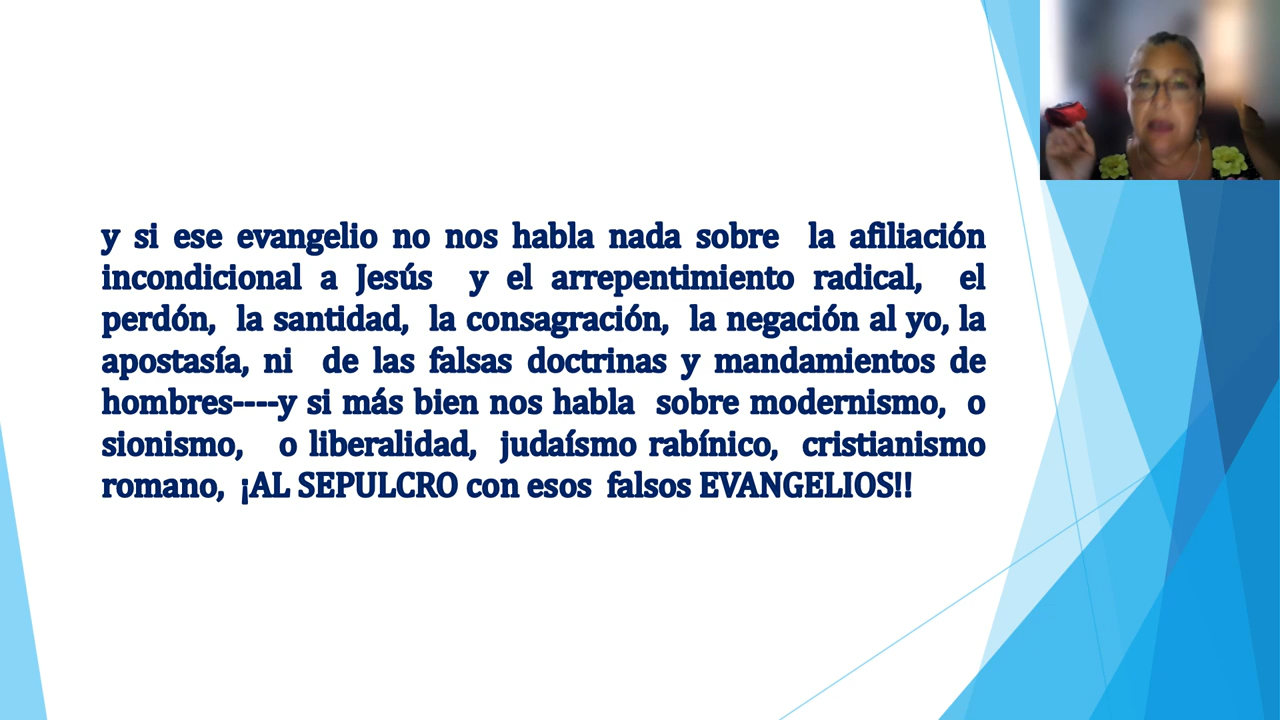 y si ese evangelio no nos habla nada sobre la afiliación
incondicional a Jesús y el arrepentimiento radical, el
perdón, la santidad, la consagración, la negación al yo, la
apostasía, ni de las falsas doctrinas y mandamientos de
hombres----y si más bien nos habla sobre modernismo, o
sionismo, o liberalidad, judaísmo rabínico, cristianismo
romano, ¡AL SEPULCRO con esos falsos EVANGELIOS!!